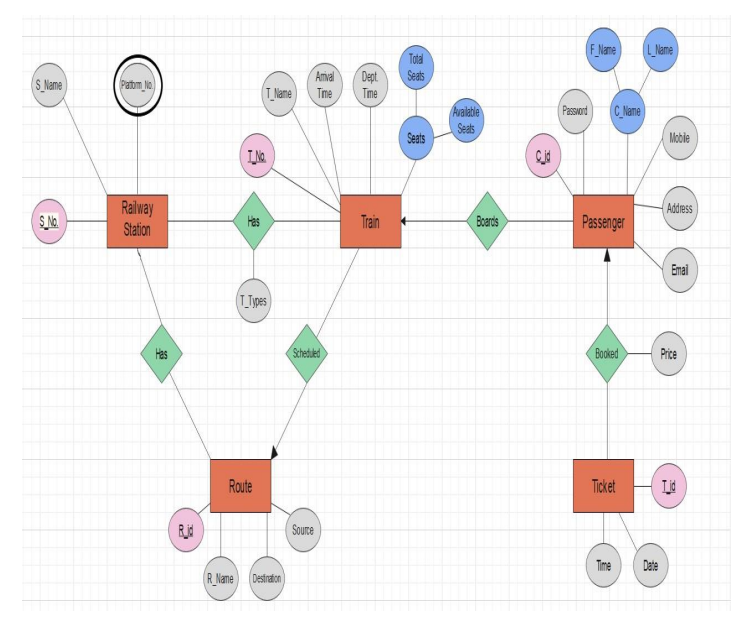 F_Name
L_Name
Total
Seats
S_Name
Platform_No.
T_Name
Arrival
Time
Dept.
Time
Available
Seats
Seats
Password
C_Name
Mobile
T_No.
C_id
S_No.
Railway
Station
Has
Train
Boards
Passenger
Address
Email
T_Types
Has
Scheduled
Booked
Price
Route
Ticket
T_id
R_id
Source
R_Name
Destination
Time
Date